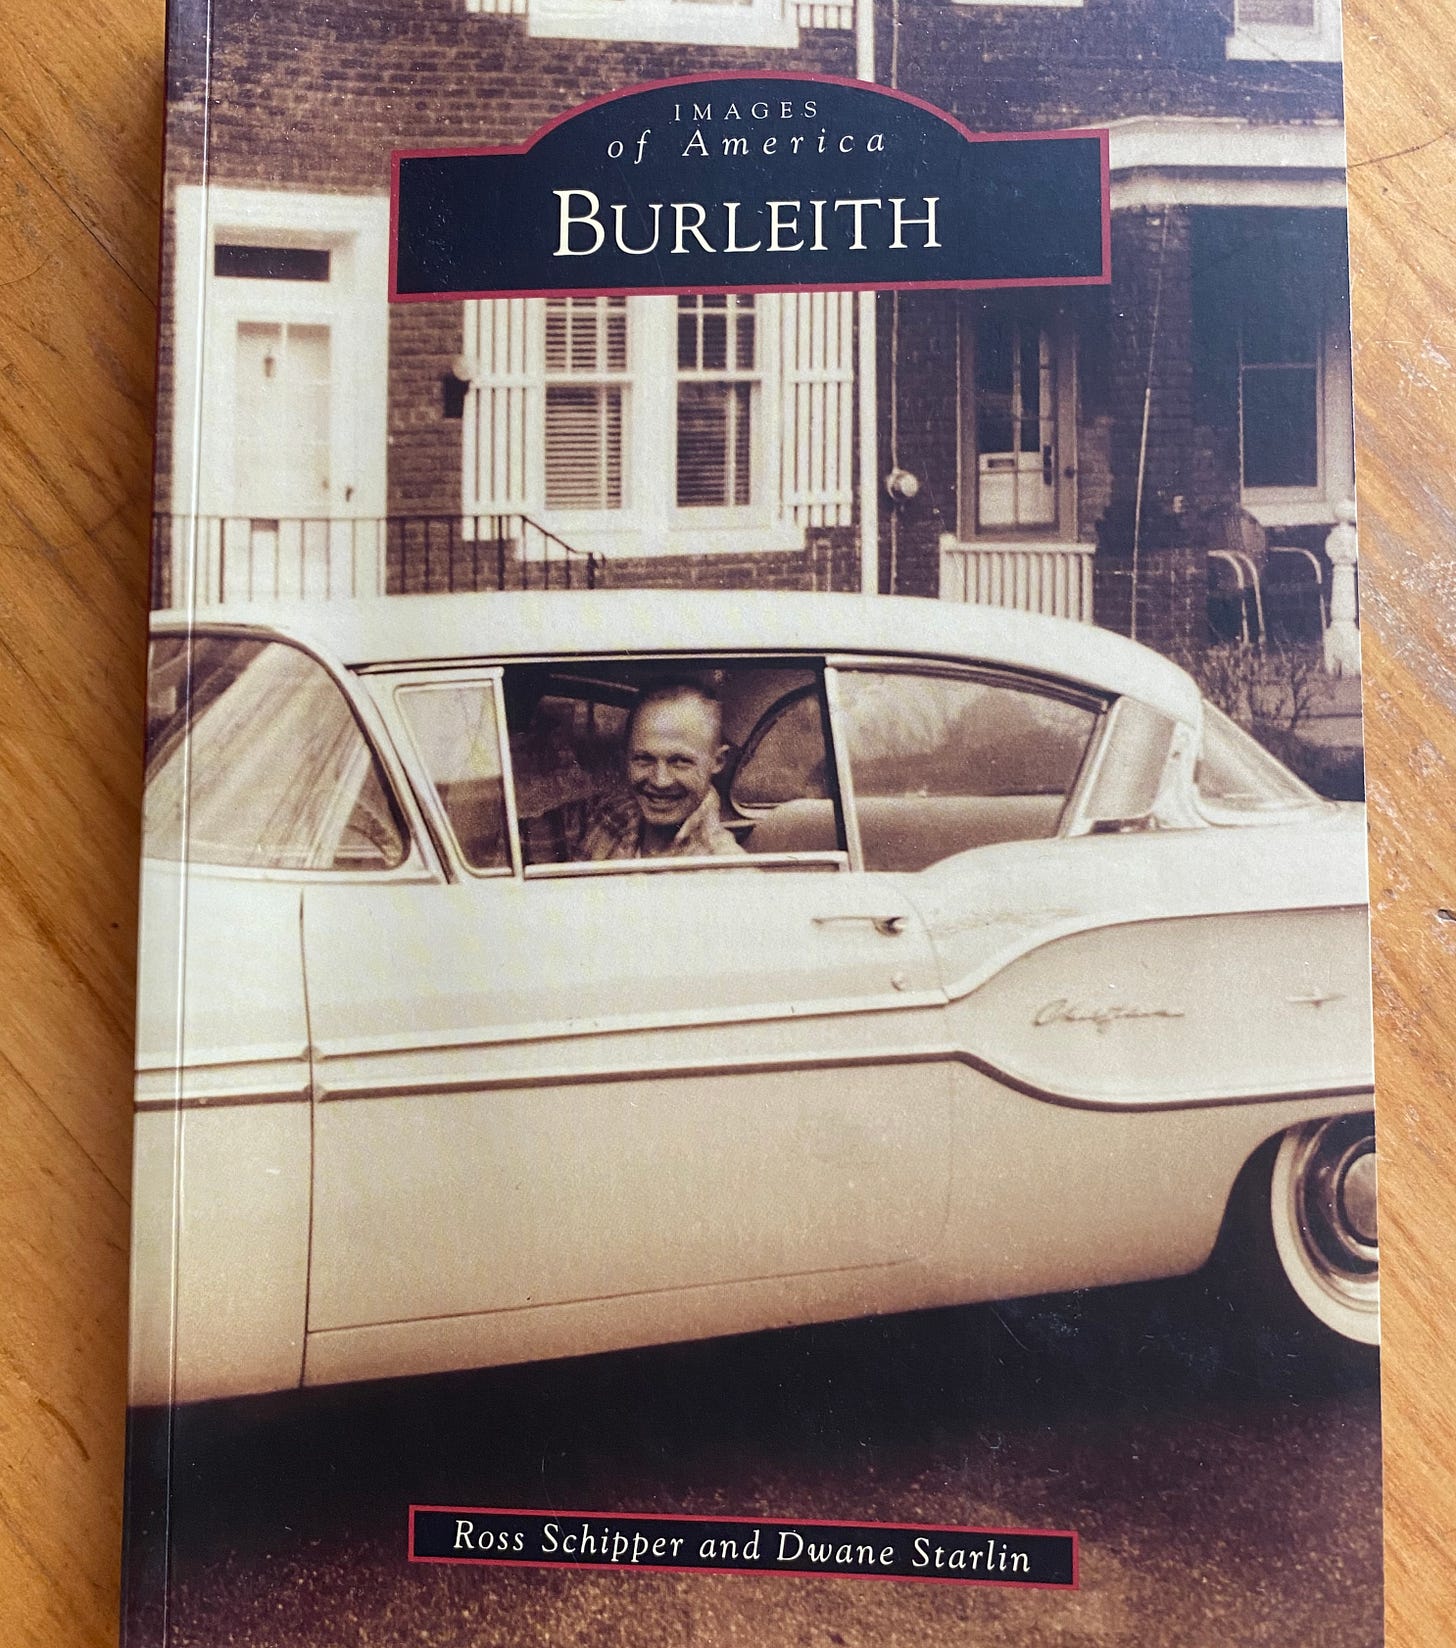 IMAGES
of America
BURLEITH
Ross Schipper and Dwane Starlin